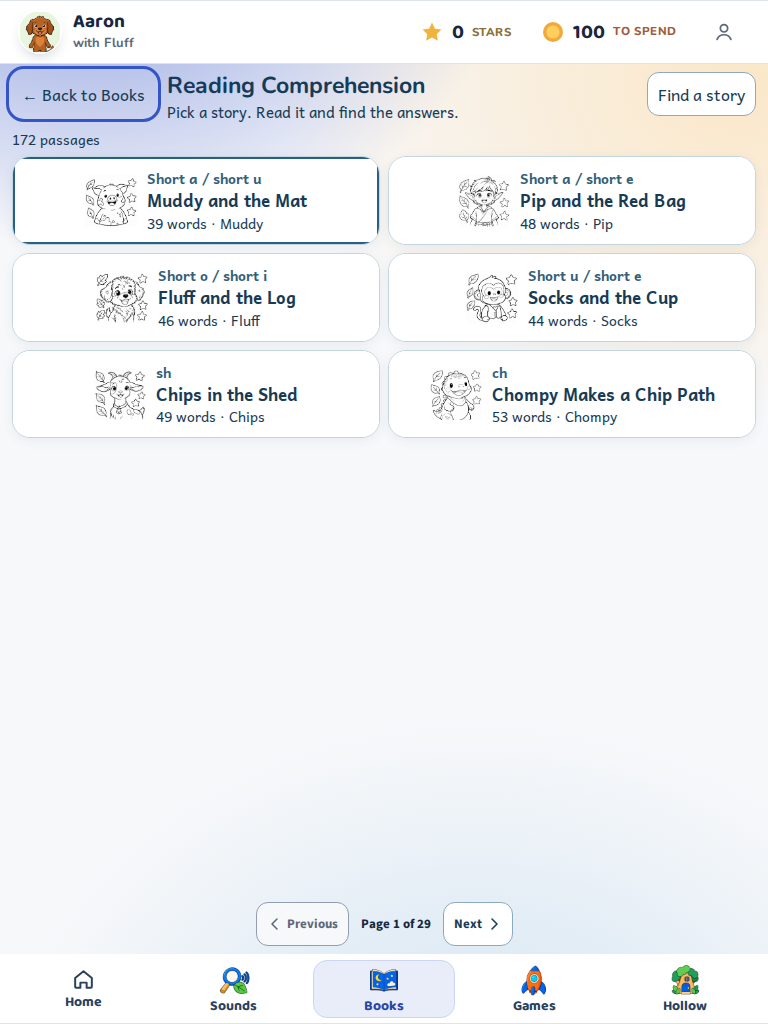 Aaron
with Fluff
0 STARS
100 TO SPEND
← Back to Books
Reading Comprehension
Pick a story. Read it and find the answers.
Find a story
172 passages
Short a / short u
Muddy and the Mat
39 words · Muddy
Short a / short e
Pip and the Red Bag
48 words · Pip
Short o / short i
Fluff and the Log
46 words · Fluff
Short u / short e
Socks and the Cup
44 words · Socks
sh
Chips in the Shed
49 words · Chips
ch
Chompy Makes a Chip Path
53 words · Chompy
Previous
Page 1 of 29
Next
Home
Sounds
Books
Games
Hollow